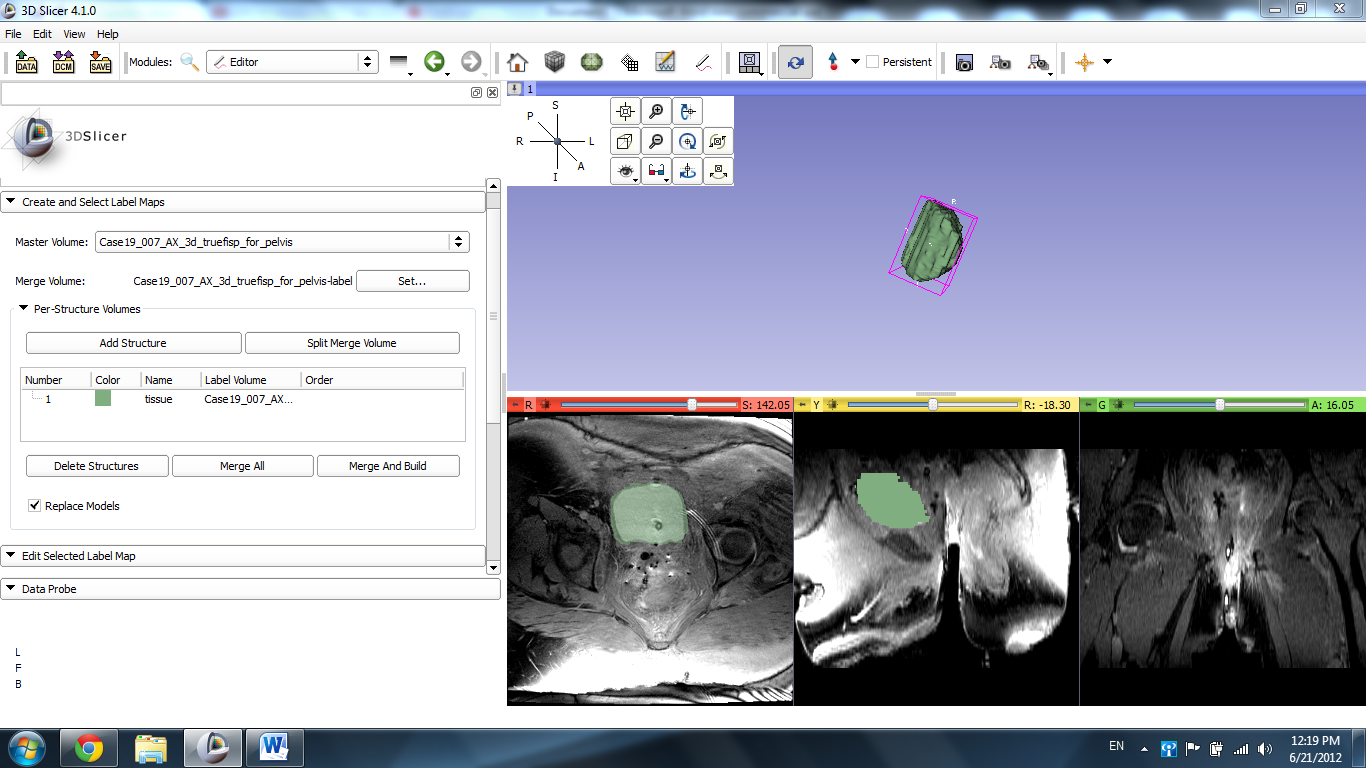 3D Slicer 4.1.0
File Edit View Help
DATA DCM SAVE Modules: Editor Persistent
1
3DSlicer
S
P
R L
A
I
R
Create and Select Label Maps
Master Volume: Case19_007_AX_3d_truefisp_for_pelvis
Merge Volume: Case19_007_AX_3d_truefisp_for_pelvis-label Set...
Per-Structure Volumes
Add Structure Split Merge Volume
Number Color Name Label Volume Order
1 tissue Case19_007_AX...
Delete Structures Merge All Merge And Build
Replace Models
Edit Selected Label Map
Data Probe
L
F
B
R S: 142.05 Y R: -18.30 G A: 16.05
EN 12:19 PM
6/21/2012